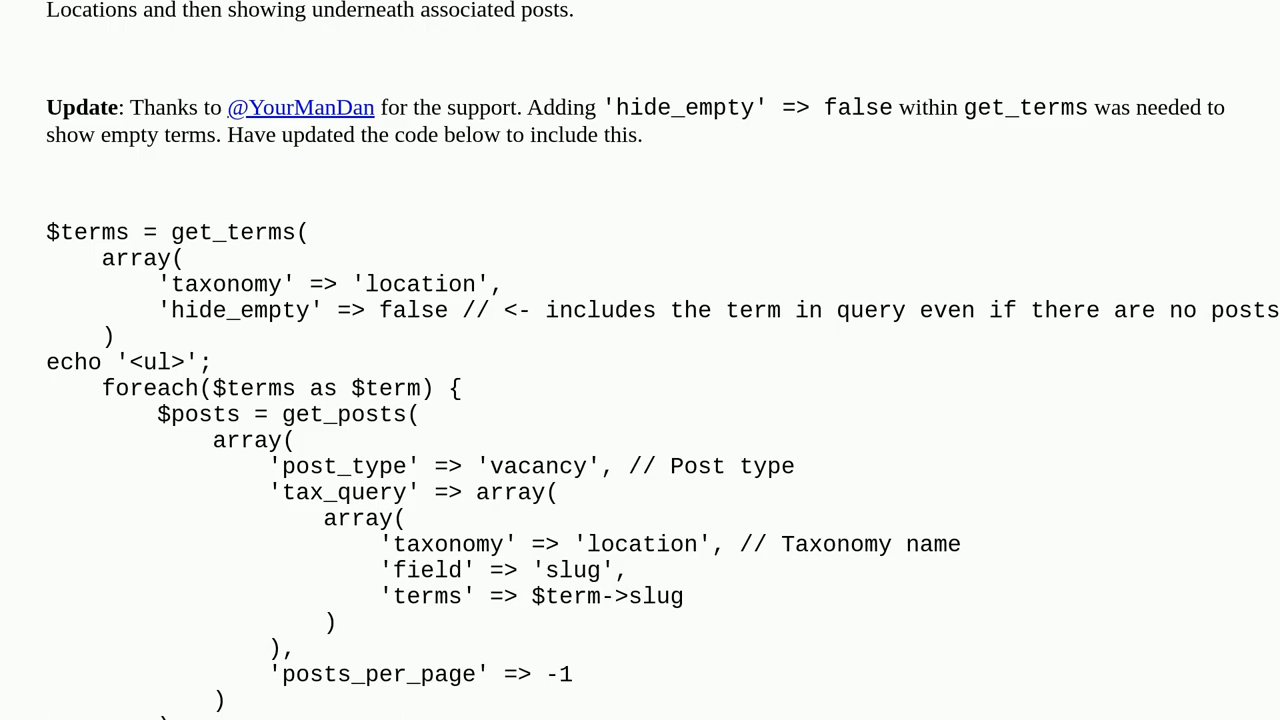 Locations and then showing underneath associated posts.
Update: Thanks to @YourManDan for the support. Adding 'hide_empty' => false within get_terms was needed to
show empty terms. Have updated the code below to include this.
$terms = get_terms(
    array(
        'taxonomy' => 'location',
        'hide_empty' => false // <- includes the term in query even if there are no posts
    )
echo '<ul>';
    foreach($terms as $term) {
        $posts = get_posts(
            array(
                'post_type' => 'vacancy', // Post type
                'tax_query' => array(
                    array(
                        'taxonomy' => 'location', // Taxonomy name
                        'field' => 'slug',
                        'terms' => $term->slug
                    )
                ),
                'posts_per_page' => -1
            )